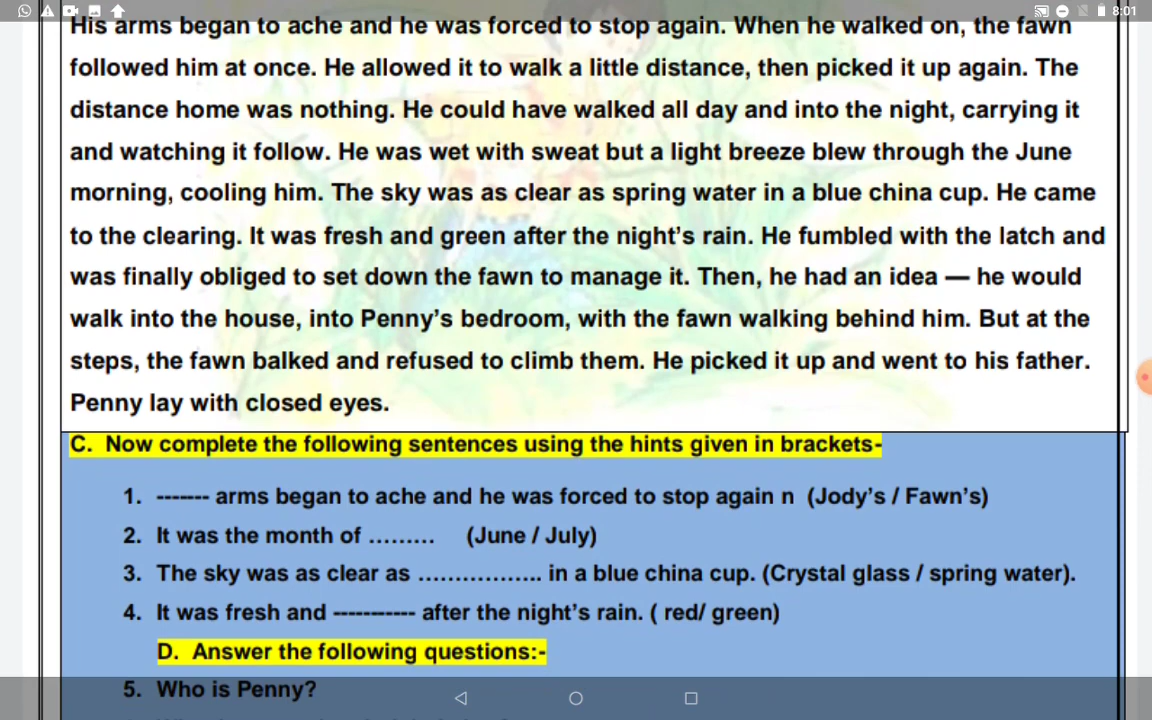 8:01
His arms began to ache and he was forced to stop again. When he walked on, the fawn
followed him at once. He allowed it to walk a little distance, then picked it up again. The
distance home was nothing. He could have walked all day and into the night, carrying it
and watching it follow. He was wet with sweat but a light breeze blew through the June
morning, cooling him. The sky was as clear as spring water in a blue china cup. He came
to the clearing. It was fresh and green after the night's rain. He fumbled with the latch and
was finally obliged to set down the fawn to manage it. Then, he had an idea — he would
walk into the house, into Penny's bedroom, with the fawn walking behind him. But at the
steps, the fawn balked and refused to climb them. He picked it up and went to his father.
Penny lay with closed eyes.
C. Now complete the following sentences using the hints given in brackets-
1. ------- arms began to ache and he was forced to stop again n (Jody's / Fawn's)
2. It was the month of ……… (June / July)
3. The sky was as clear as …………….. in a blue china cup. (Crystal glass / spring water).
4. It was fresh and ----------- after the night's rain. ( red/ green)
D. Answer the following questions:-
5. Who is Penny?